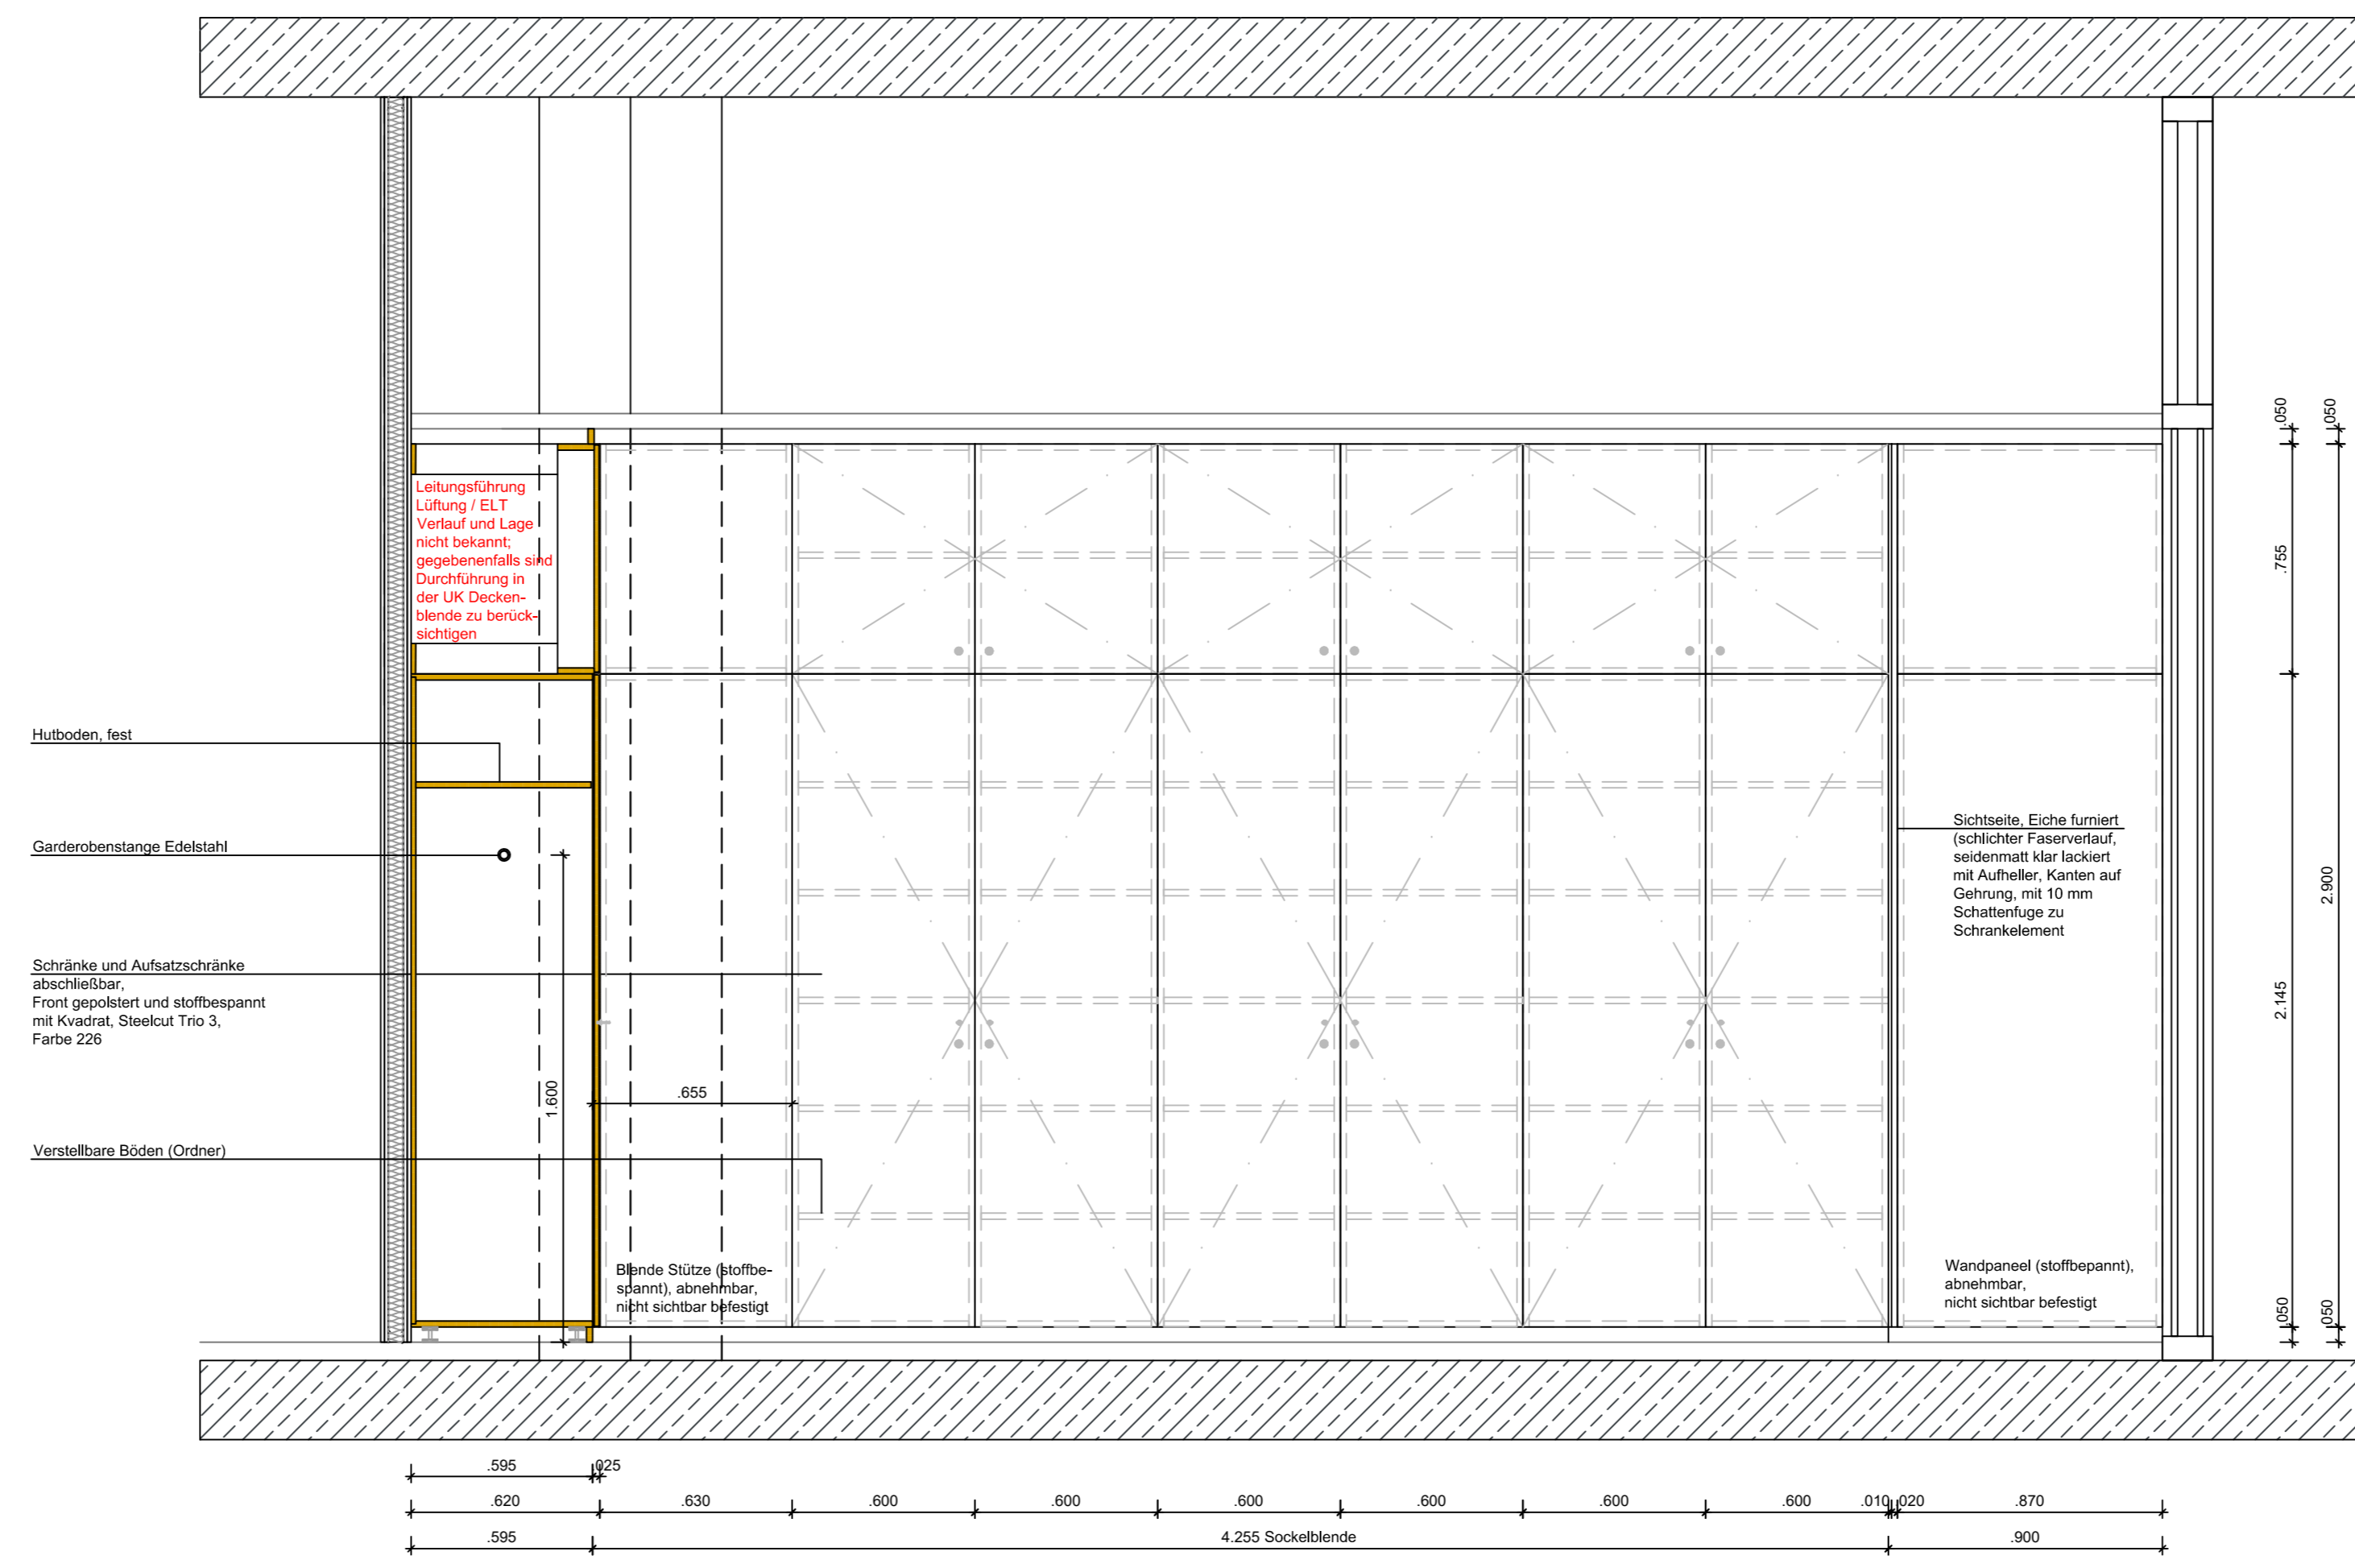 Leitungsführung
Lüftung / ELT
Verlauf und Lage
nicht bekannt;
gegebenenfalls sind
Durchführung in
der UK Decken-
blende zu berück-
sichtigen
Hutboden, fest
Garderobenstange Edelstahl
Schränke und Aufsatzschränke
abschließbar,
Front gepolstert und stoffbespannt
mit Kvadrat, Steelcut Trio 3,
Farbe 226
Verstellbare Böden (Ordner)
1.600
.655
Blende Stütze (stoffbe-
spannt), abnehmbar,
nicht sichtbar befestigt
Sichtseite, Eiche furniert
(schlichter Faserverlauf,
seidenmatt klar lackiert
mit Aufheller, Kanten auf
Gehrung, mit 10 mm
Schattenfuge zu
Schrankelement
Wandpaneel (stoffbepannt),
abnehmbar,
nicht sichtbar befestigt
.050
.755
2.145
.050
.050
2.900
.050
.595 .025
.620 .630 .600 .600 .600 .600 .600 .600 .010 .020 .870
.595 4.255 Sockelblende .900